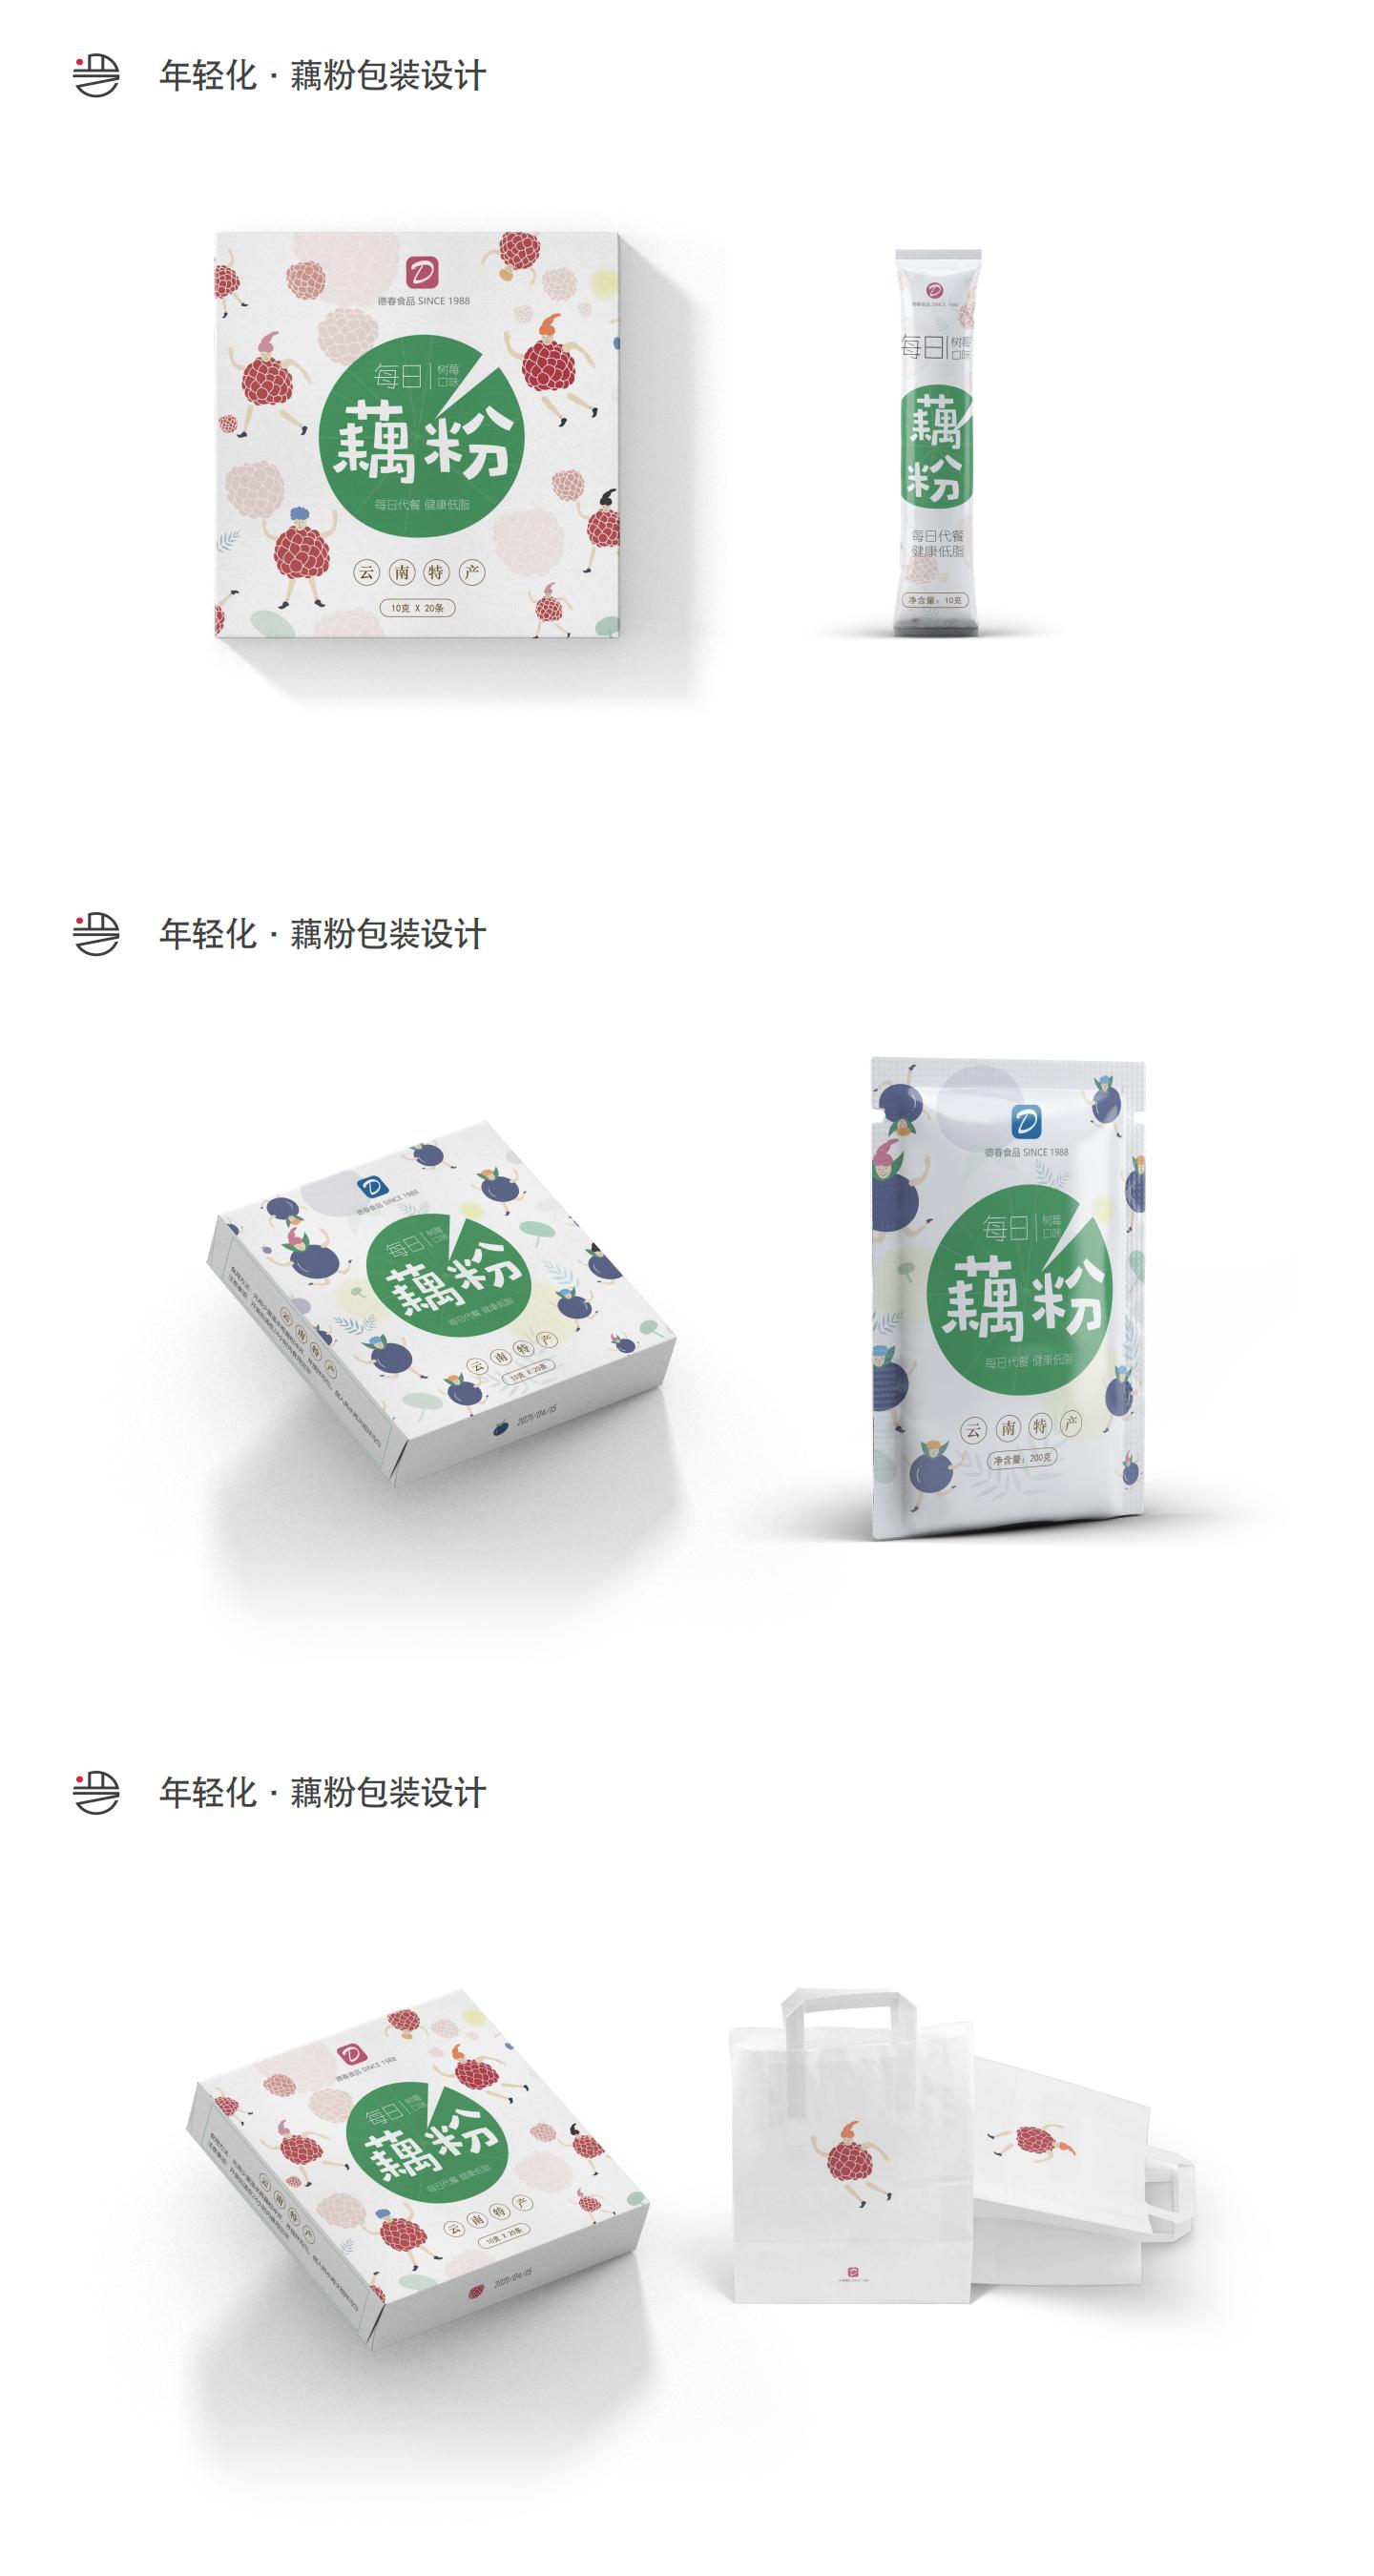 年轻化 · 藕粉包装设计
D
德春食品 SINCE 1988
每日
树莓
口味
藕粉
每日代餐 健康低脂
云南特产
10克 X 20条
D
德春食品 SINCE 1988
每日
树莓
口味
藕
粉
每日代餐
健康低脂
净含量：10克
年轻化 · 藕粉包装设计
D
德春食品 SINCE 1988
每日
树莓
口味
藕粉
每日代餐 健康低脂
云南特产
10克 X 20条
云南特产
2021/04/15
D
德春食品 SINCE 1988
每日
树莓
口味
藕粉
每日代餐 健康低脂
云南特产
净含量：200克
年轻化 · 藕粉包装设计
D
德春食品 SINCE 1988
每日
树莓
口味
藕粉
每日代餐 健康低脂
云南特产
10克 X 20条
云南特产
2021/04/15
D